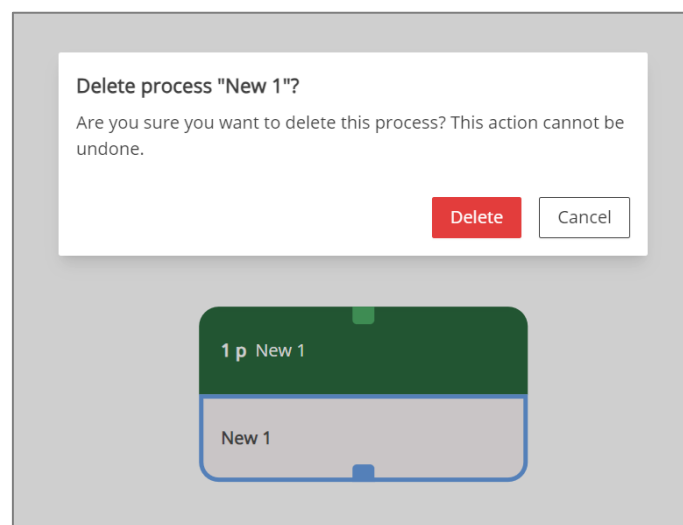 Delete process "New 1"?
Are you sure you want to delete this process? This action cannot be
undone.
Delete
Cancel
1 p New 1
New 1